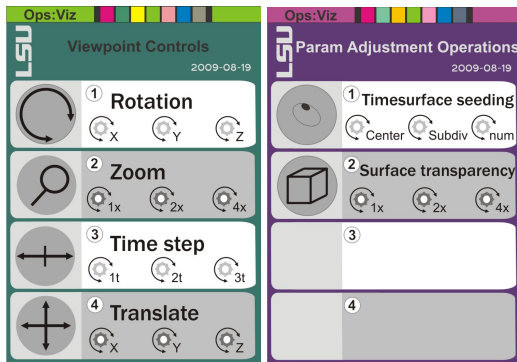 Ops:Viz
LSU
Viewpoint Controls
2009-08-19
1
Rotation
X Y Z
2
Zoom
1x 2x 4x
3
Time step
1t 2t 3t
4
Translate
X Y Z
Ops:Viz
LSU
Param Adjustment Operations
2009-08-19
1
Timesurface seeding
Center Subdiv num
2
Surface transparency
1x 2x 4x
3
4